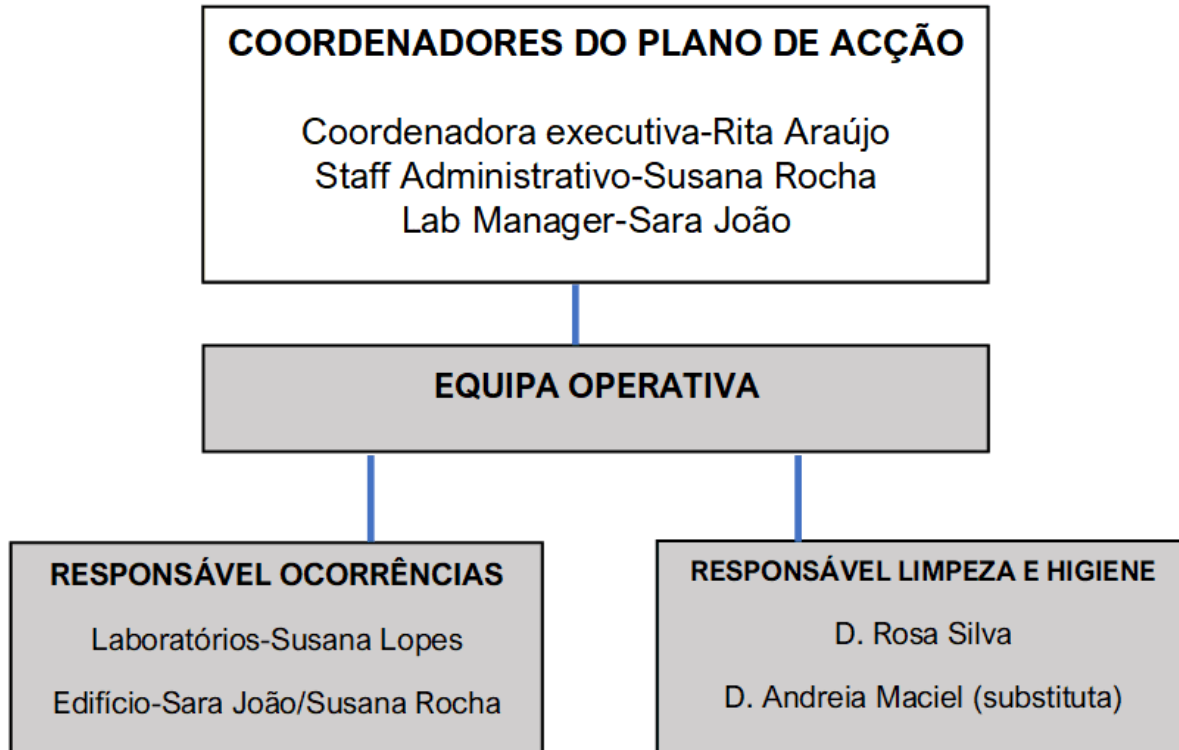 COORDENADORES DO PLANO DE ACÇÃO
Coordenadora executiva-Rita Araújo
Staff Administrativo-Susana Rocha
Lab Manager-Sara João
EQUIPA OPERATIVA
RESPONSÁVEL OCORRÊNCIAS
Laboratórios-Susana Lopes
Edifício-Sara João/Susana Rocha
RESPONSÁVEL LIMPEZA E HIGIENE
D. Rosa Silva
D. Andreia Maciel (substituta)